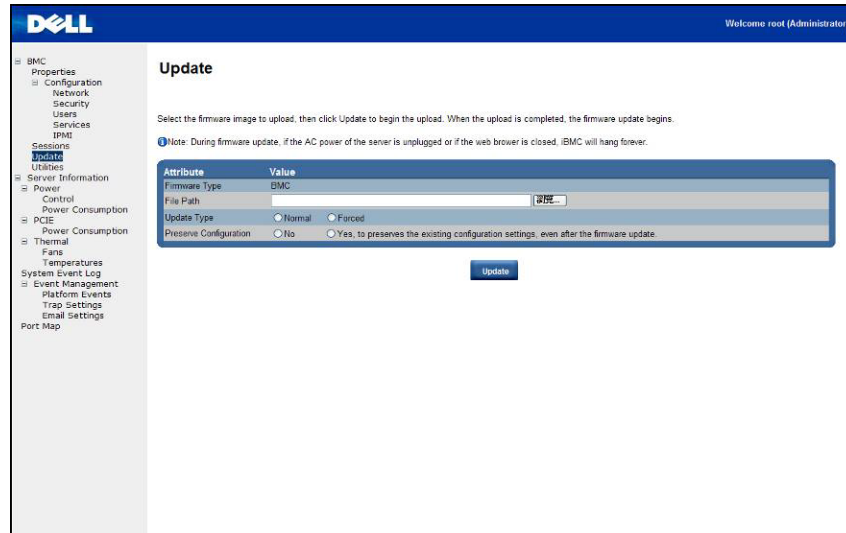 DELL
Welcome root (Administrator
BMC
Properties
Configuration
Network
Security
Users
Services
IPMI
Sessions
Update
Utilities
Server Information
Power
Control
Power Consumption
PCIE
Power Consumption
Thermal
Fans
Temperatures
System Event Log
Event Management
Platform Events
Trap Settings
Email Settings
Port Map
Update
Select the firmware image to upload, then click Update to begin the upload. When the upload is completed, the firmware update begins.
Note: During firmware update, if the AC power of the server is unplugged or if the web brower is closed, iBMC will hang forever.
Attribute Value
Firmware Type BMC
File Path
Update Type Normal Forced
Preserve Configuration No Yes, to preserves the existing configuration settings, even after the firmware update.
Update